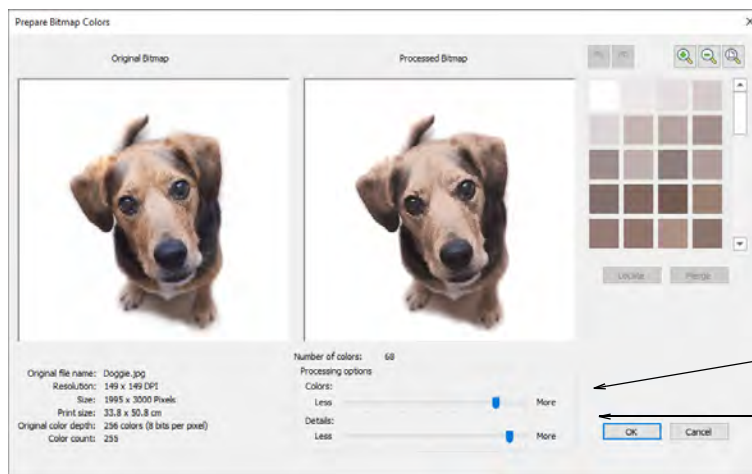 Prepare Bitmap Colors
Original Bitmap
Processed Bitmap
Locate
Merge
Original file name: Doggie.jpg
Resolution: 149 x 149 DPI
Size: 1995 x 3000 Pixels
Print size: 33.8 x 50.8 cm
Original color depth: 256 colors (8 bits per pixel)
Color count: 255
Number of colors: 68
Processing options
Colors:
Less More
Details:
Less More
OK Cancel